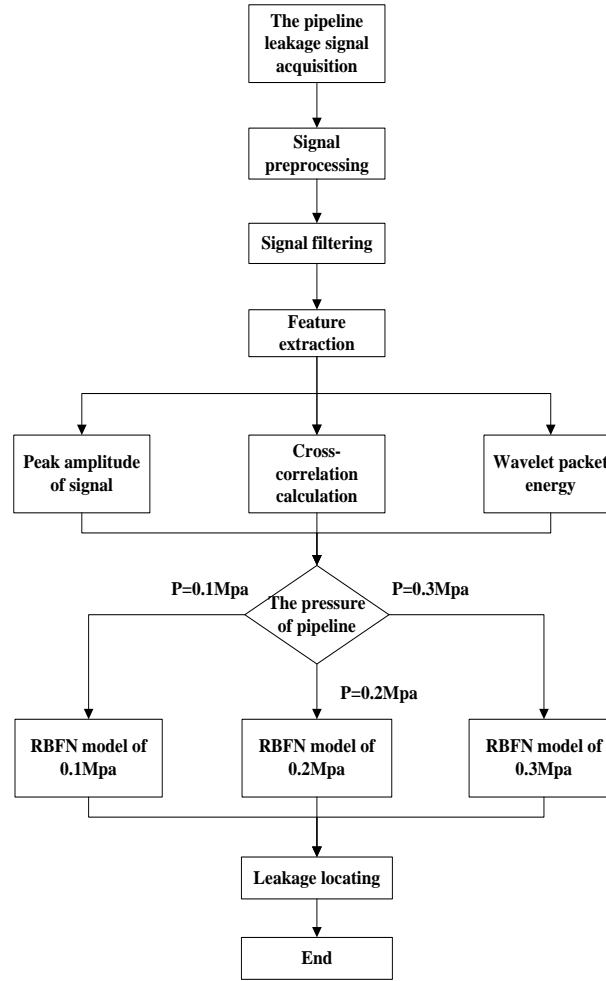 The pipeline
leakage signal
acquisition
Signal
preprocessing
Signal filtering
Feature
extraction
Peak amplitude
of signal
Cross-
correlation
calculation
Wavelet packet
energy
P=0.1Mpa
The pressure
of pipeline
P=0.3Mpa
P=0.2Mpa
RBFN model of
0.1Mpa
RBFN model of
0.2Mpa
RBFN model of
0.3Mpa
Leakage locating
End